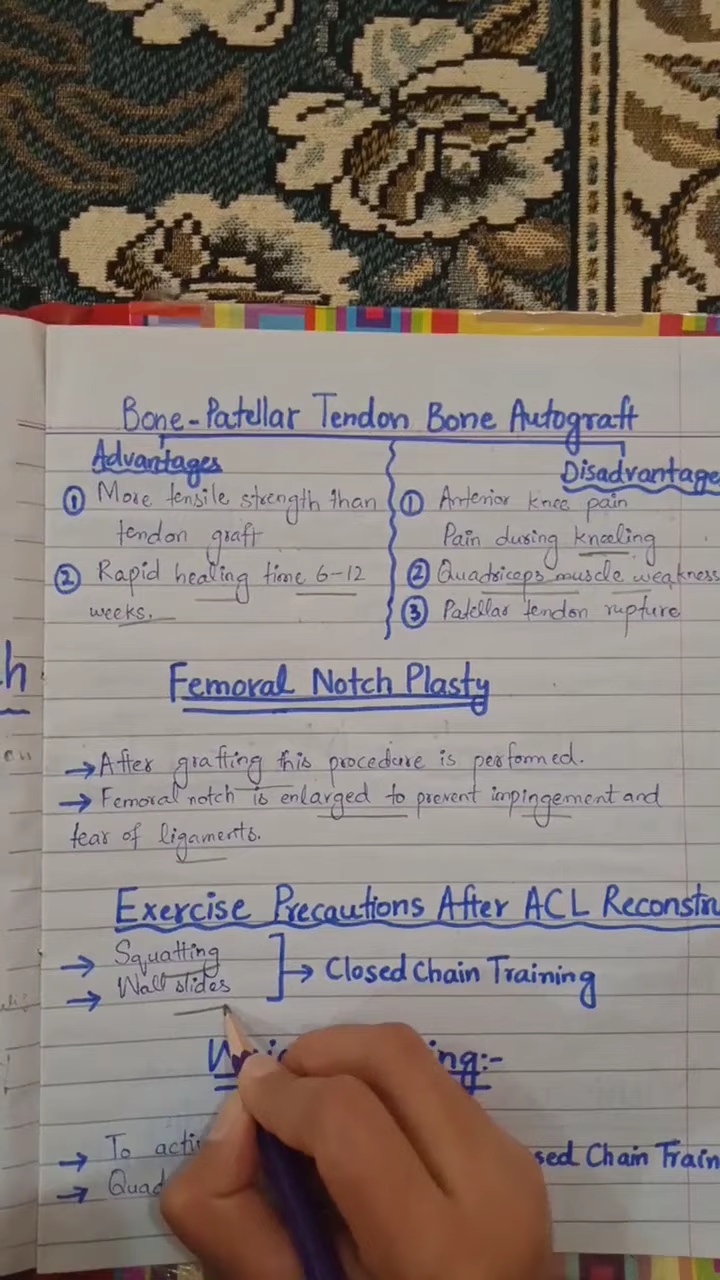 Bone-Patellar Tendon Bone Autograft
Advantages
① More tensile strength than
tendon graft
② Rapid healing time 6-12
weeks.
Disadvantage
① Anterior knee pain
Pain during kneeling
② Quadriceps muscle weakness
③ Patellar tendon rupture
Femoral Notch Plasty
→ After grafting this procedure is performed.
→ Femoral notch is enlarged to prevent impingement and
tear of ligaments.
Exercise Precautions After ACL Reconstru
→ Squatting
→ Wall slides
→ Closed Chain Training
ing:-
→ To acti
sed Chain Train
→ Quad